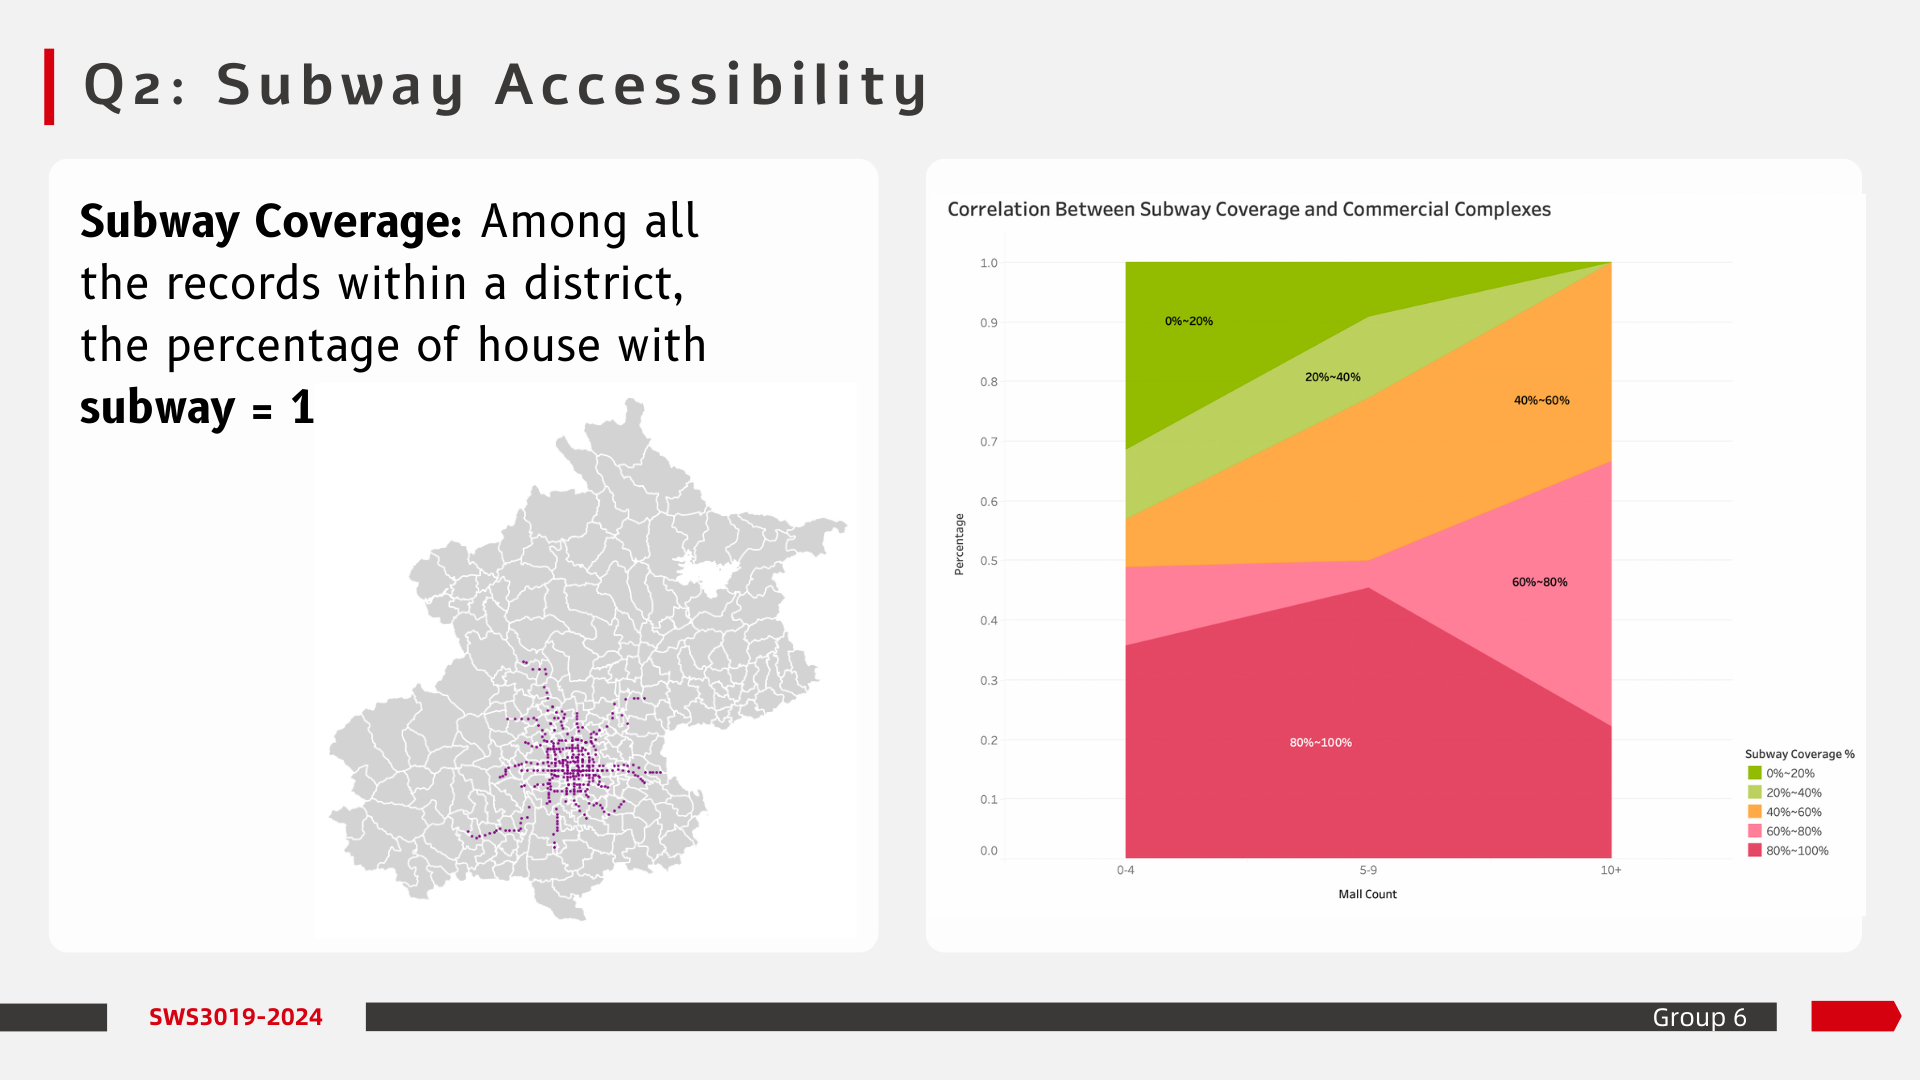 Q2: Subway Accessibility
Subway Coverage: Among all
the records within a district,
the percentage of house with
subway = 1
Correlation Between Subway Coverage and Commercial Complexes
1.0
0.9
0.8
0.7
0.6
0.5
0.4
0.3
0.2
0.1
0.0
Percentage
0%~20%
20%~40%
40%~60%
60%~80%
80%~100%
0-4
5-9
10+
Mall Count
Subway Coverage %
0%~20%
20%~40%
40%~60%
60%~80%
80%~100%
SWS3019-2024
Group 6